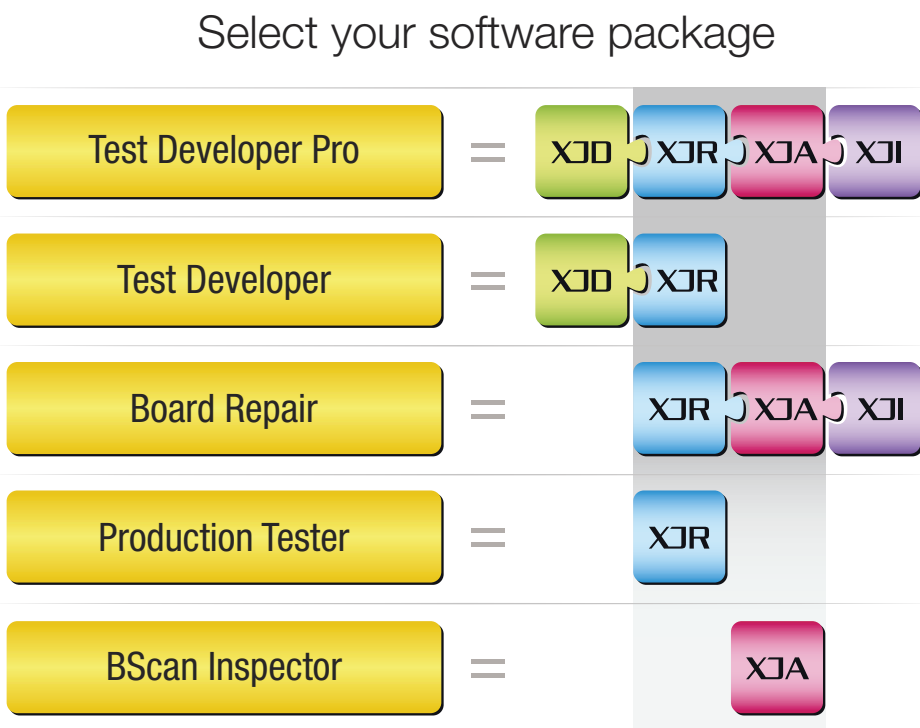 Select your software package
Test Developer Pro = XJD XJR XJA XJI
Test Developer = XJD XJR
Board Repair = XJR XJA XJI
Production Tester = XJR
BScan Inspector = XJA